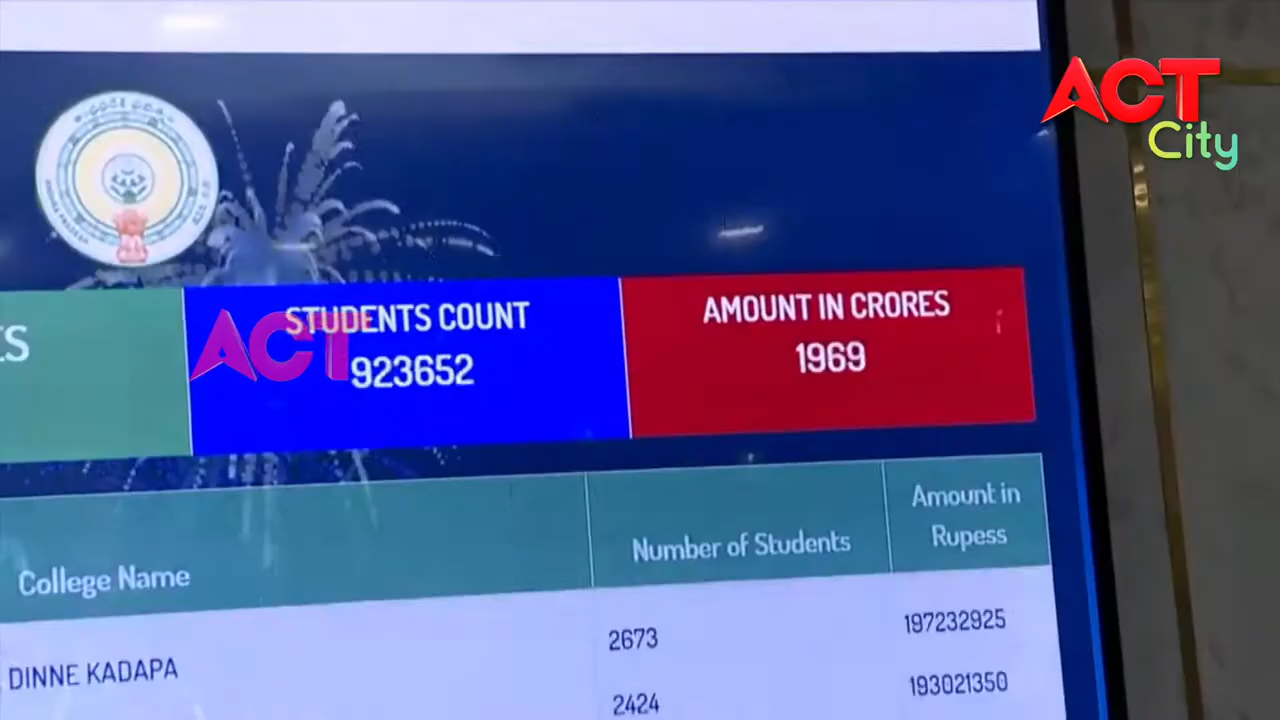 ACT
City
STUDENTS COUNT
AMOUNT IN CRORES
ACT
923652
1969
College Name
Number of Students
Amount in
Rupess
DINNE KADAPA
2673
197232925
2424
193021350